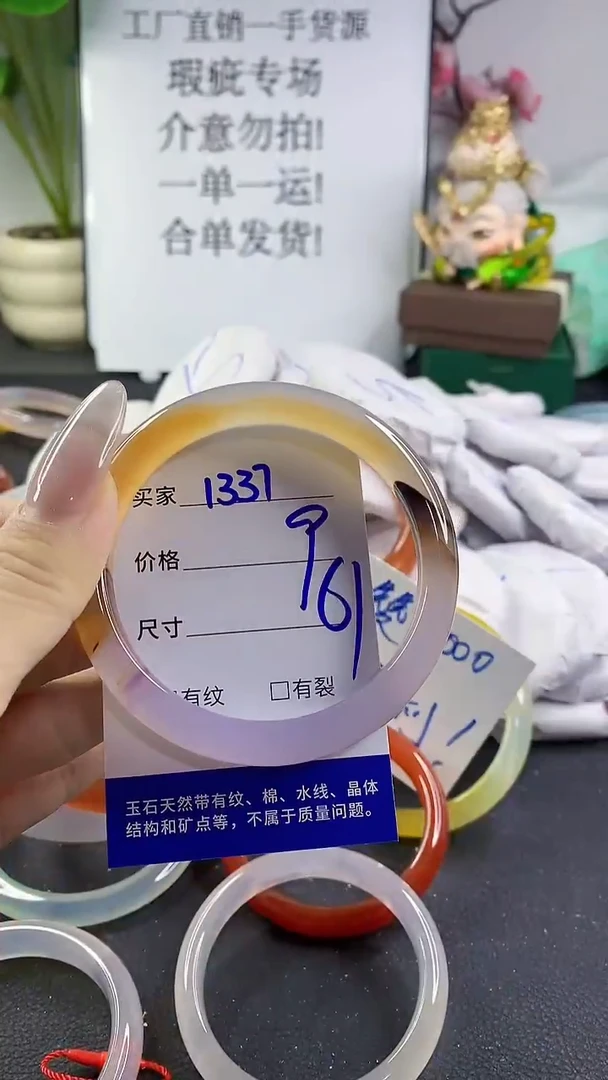 工厂直销一手货源
瑕疵专场
介意勿拍!
一单一运!
合单发货!
买家 1337
价格
尺寸 61
有纹 □有裂
000
玉石天然带有纹、棉、水线、晶体
结构和矿点等，不属于质量问题。